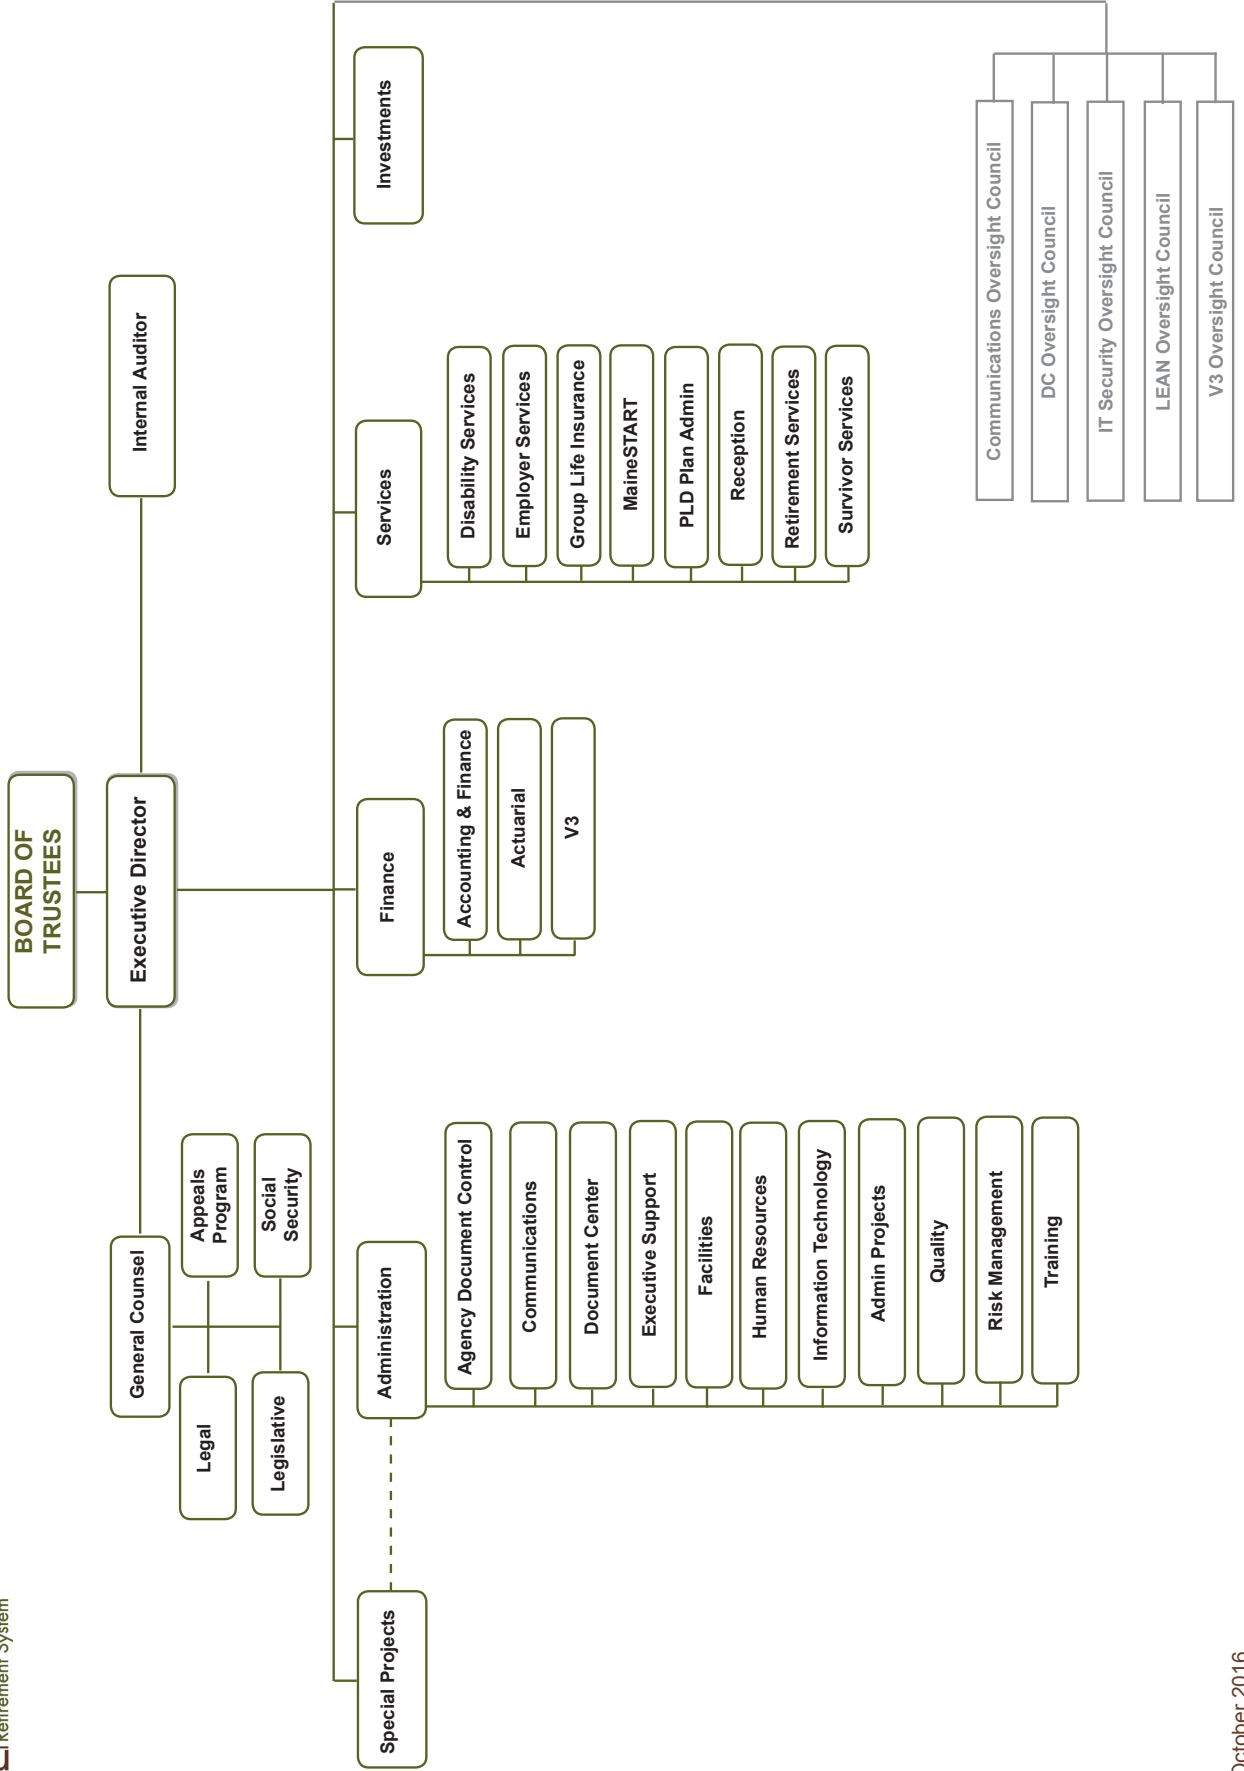 Retirement System
BOARD OF
TRUSTEES
Executive Director
General Counsel
Internal Auditor
Legal
Appeals
Program
Legislative
Social
Security
Special Projects
Administration
Finance
Services
Investments
Agency Document Control
Communications
Document Center
Executive Support
Facilities
Human Resources
Information Technology
Admin Projects
Quality
Risk Management
Training
Accounting & Finance
Actuarial
V3
Disability Services
Employer Services
Group Life Insurance
MaineSTART
PLD Plan Admin
Reception
Retirement Services
Survivor Services
Communications Oversight Council
DC Oversight Council
IT Security Oversight Council
LEAN Oversight Council
V3 Oversight Council
October 2016